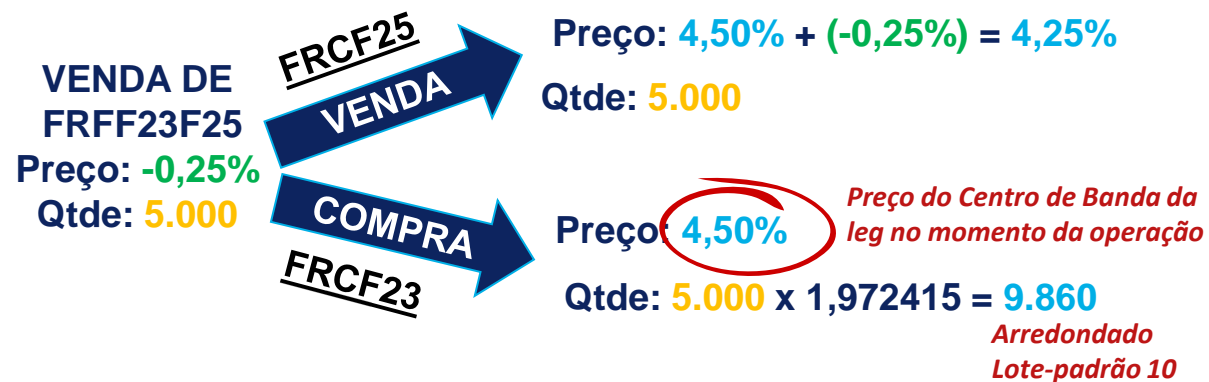 VENDA DE
FRFF23F25
Preço: -0,25%
Qtde: 5.000
FRCF25
VENDA
Preço: 4,50% + (-0,25%) = 4,25%
Qtde: 5.000
COMPRA
FRCF23
Preço: 4,50%
Preço do Centro de Banda da
leg no momento da operação
Qtde: 5.000 x 1,972415 = 9.860
Arredondado
Lote-padrão 10